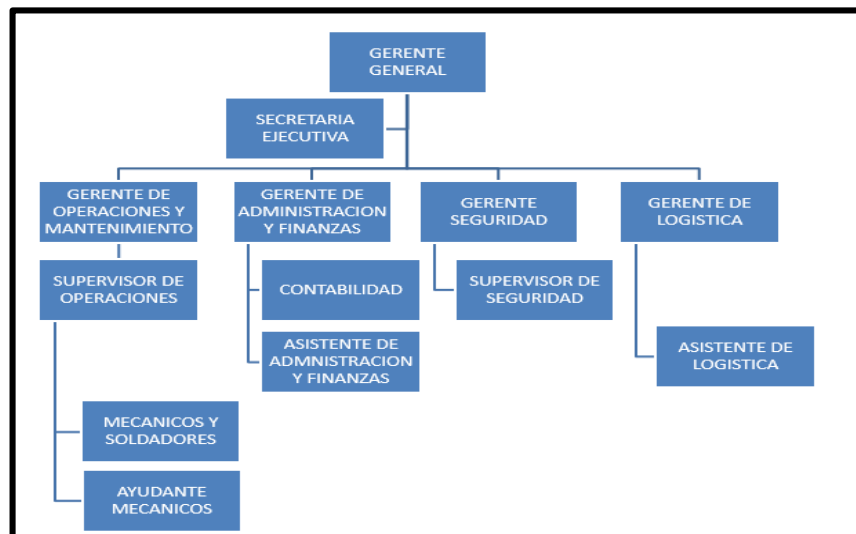 GERENTE
GENERAL
SECRETARIA
EJECUTIVA
GERENTE DE
OPERACIONES Y
MANTENIMIENTO
GERENTE DE
ADMINISTRACION
Y FINANZAS
GERENTE
SEGURIDAD
GERENTE DE
LOGISTICA
SUPERVISOR DE
OPERACIONES
CONTABILIDAD
SUPERVISOR DE
SEGURIDAD
ASISTENTE DE
ADMNISTRACION
Y FINANZAS
ASISTENTE DE
LOGISTICA
MECANICOS Y
SOLDADORES
AYUDANTE
MECANICOS